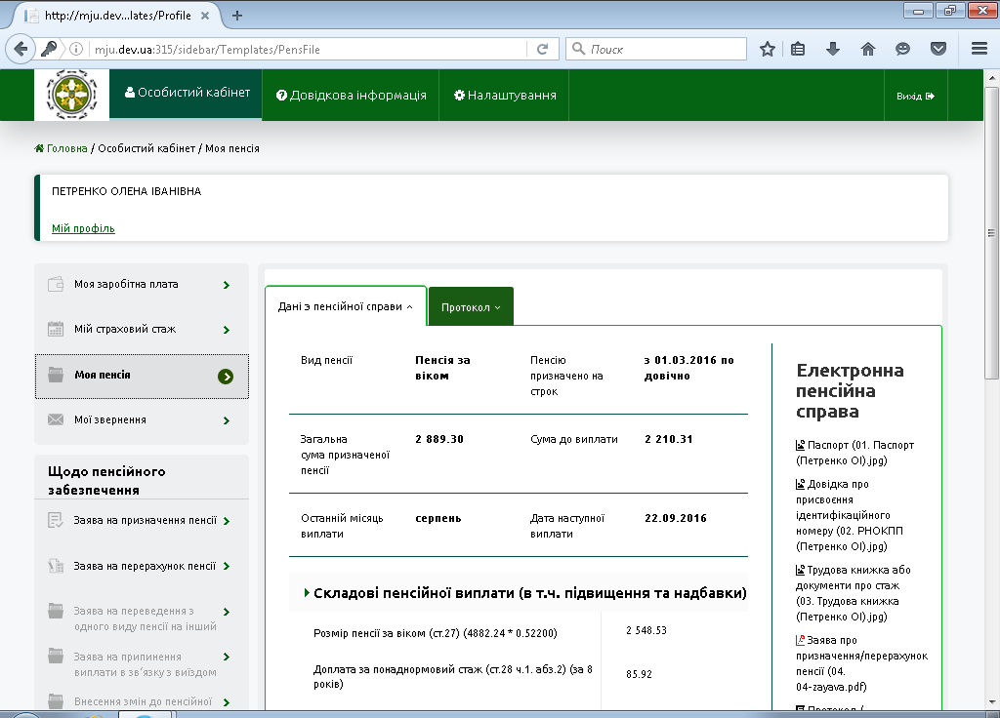 http://mju.dev...lates/Profile
mju.dev.ua:315/sidebar/Templates/PensFile
Поиск
Особистий кабінет
Довідкова інформація
Налаштування
Вихід
Головна / Особистий кабінет / Моя пенсія
ПЕТРЕНКО ОЛЕНА ІВАНІВНА
Мій профіль
Моя заробітна плата
Мій страховий стаж
Моя пенсія
Мої звернення
Щодо пенсійного
забезпечення
Заява на призначення пенсії
Заява на перерахунок пенсії
Заява на переведення з
одного виду пенсії на інший
Заява на припинення
виплати в зв'язку з виїздом
Внесення змін до пенсійної
Дані з пенсійної справи
Протокол
Вид пенсії
Пенсія за
віком
Пенсію
призначено на
строк
з 01.03.2016 по
довічно
Загальна
сума призначеної
пенсії
2 889.30
Сума до виплати
2 210.31
Останній місяць
виплати
серпень
Дата наступної
виплати
22.09.2016
Складові пенсійної виплати (в т.ч. підвищення та надбавки)
Розмір пенсії за віком (ст.27) (4882.24 * 0.52200)
2 548.53
Доплата за понаднормовий стаж (ст.28 ч.1. абз.2) (за 8
років)
85.92
Електронна
пенсійна
справа
Паспорт (01. Паспорт
(Петренко ОІ).jpg)
Довідка про
присвоєння
ідентифікаційного
номеру (02. РНОКПП
(Петренко ОІ).jpg)
Трудова книжка або
документи про стаж
(03. Трудова книжка
(Петренко ОІ).jpg)
Заява про
призначення/перерахунок
пенсії (04.
04-zayava.pdf)
Протокол (